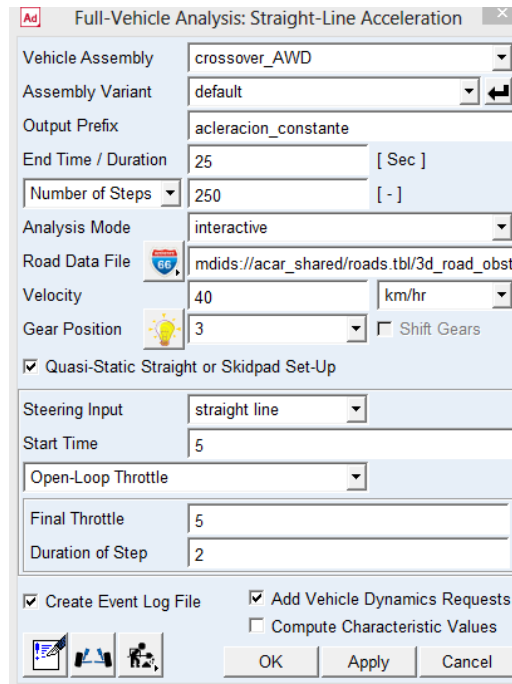 Ad Full-Vehicle Analysis: Straight-Line Acceleration
Vehicle Assembly crossover_AWD
Assembly Variant default
Output Prefix acleracion_constante
End Time / Duration 25 [ Sec ]
Number of Steps 250 [ - ]
Analysis Mode interactive
Road Data File 66 mdids://acar_shared/roads.tbl/3d_road_obst
Velocity 40 km/hr
Gear Position 3 Shift Gears
Quasi-Static Straight or Skidpad Set-Up
Steering Input straight line
Start Time 5
Open-Loop Throttle
Final Throttle 5
Duration of Step 2
Create Event Log File Add Vehicle Dynamics Requests
Compute Characteristic Values
OK Apply Cancel